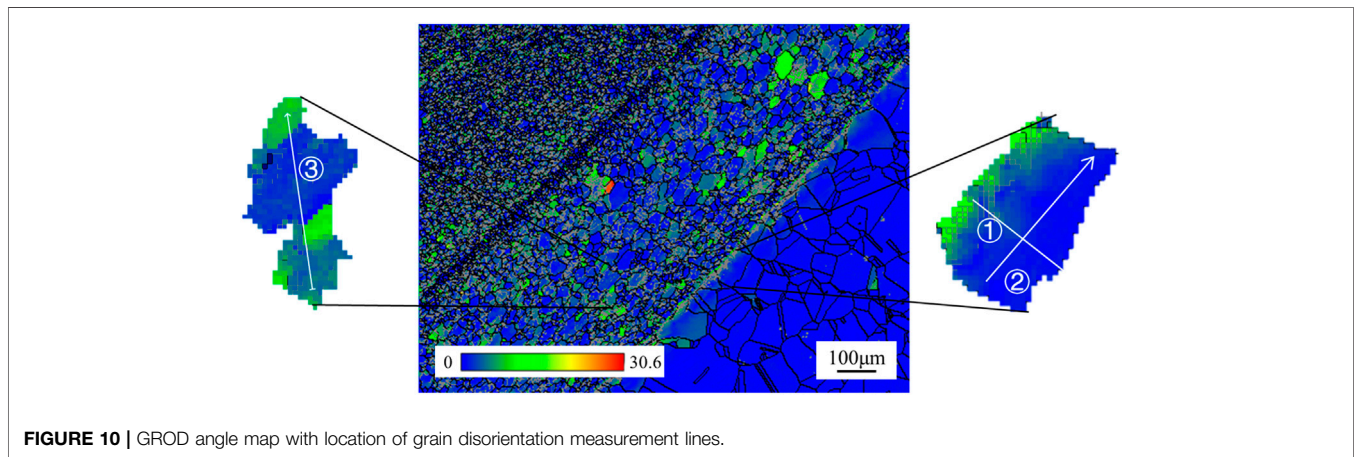 ③
①
②
0 30.6
100μm
FIGURE 10 | GROD angle map with location of grain disorientation measurement lines.